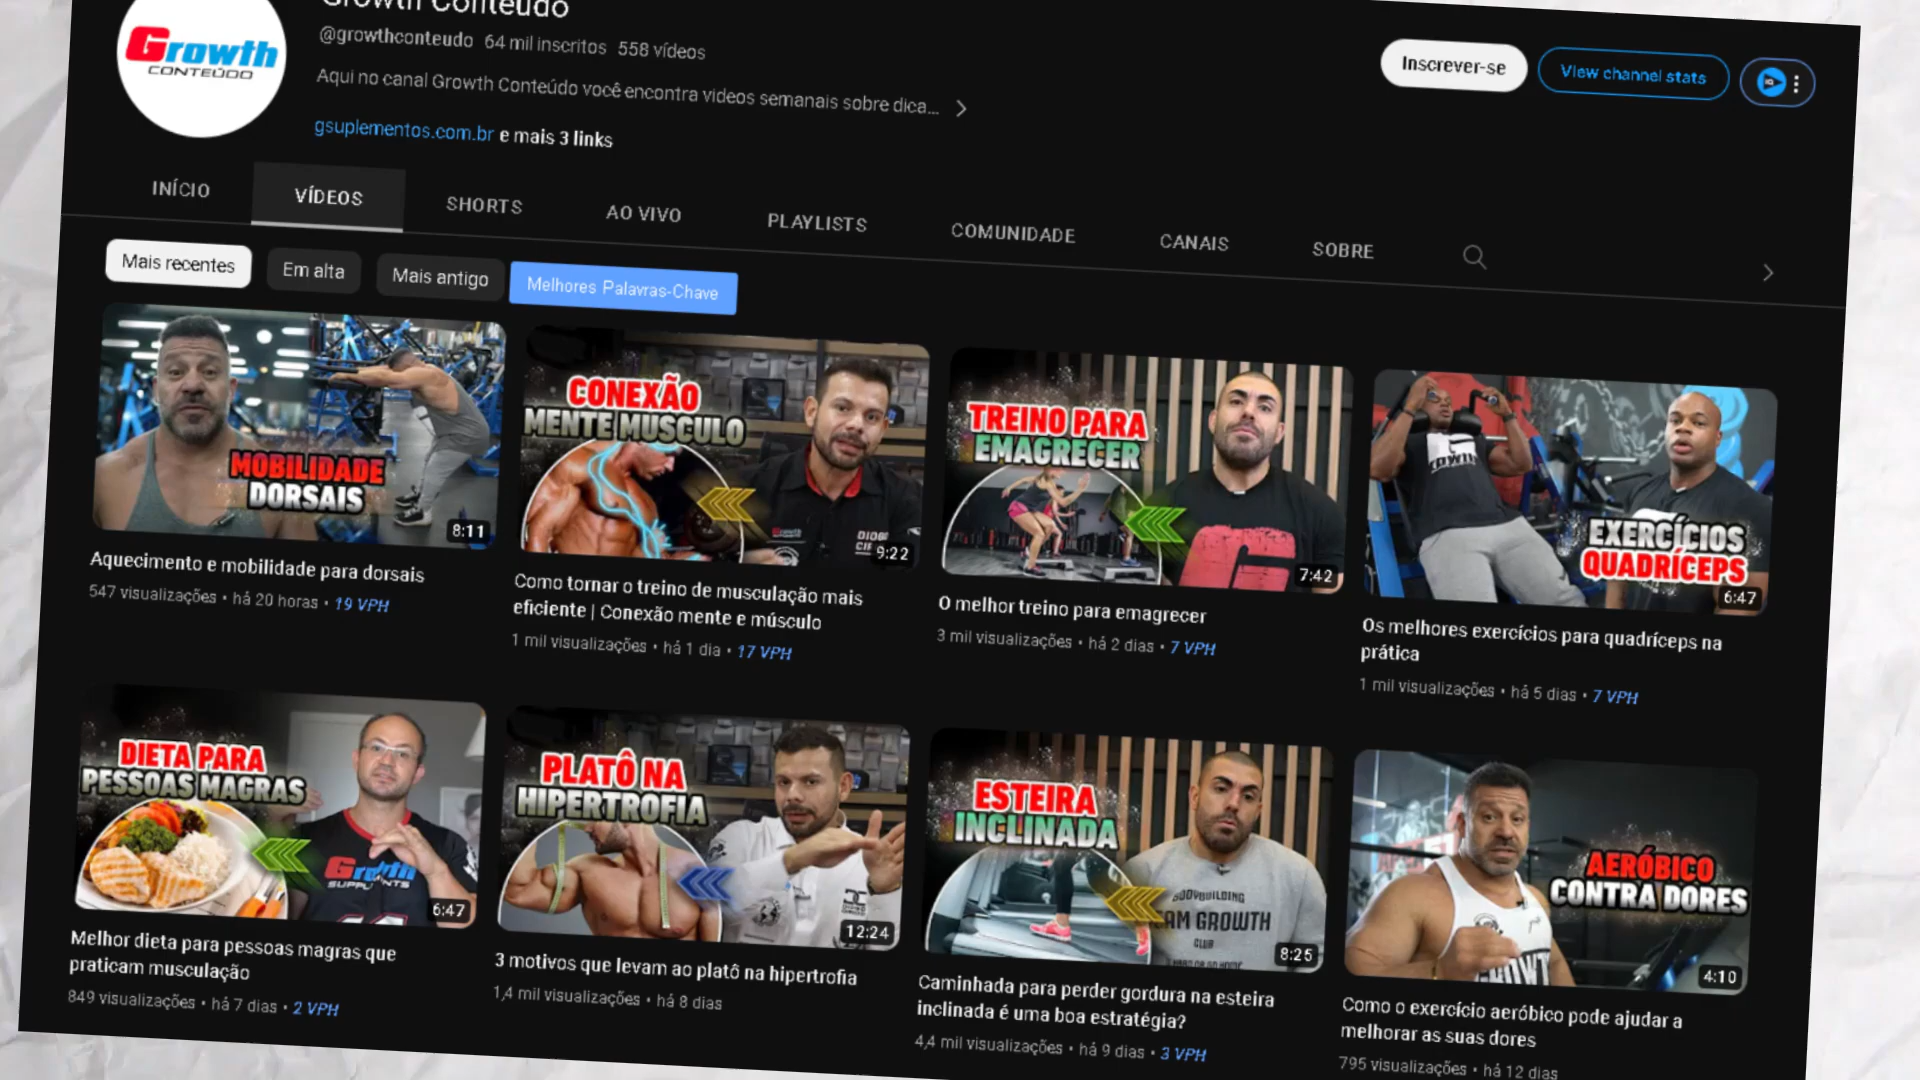 Growth Conteúdo
@growthconteudo 64 mil inscritos 558 vídeos
Aqui no canal Growth Conteúdo você encontra vídeos semanais sobre dica...
gsuplementos.com.br e mais 3 links
Growth
CONTEÚDO
Inscrever-se
View channel stats
INÍCIO
VÍDEOS
SHORTS
AO VIVO
PLAYLISTS
COMUNIDADE
CANAIS
SOBRE
Mais recentes
Em alta
Mais antigo
Melhores Palavras-Chave
MOBILIDADE
DORSAIS
8:11
Aquecimento e mobilidade para dorsais
547 visualizações • há 20 horas • 19 VPH
CONEXÃO
MENTE MUSCULO
9:22
Como tornar o treino de musculação mais
eficiente | Conexão mente e músculo
1 mil visualizações • há 1 dia • 17 VPH
TREINO PARA
EMAGRECER
7:42
O melhor treino para emagrecer
3 mil visualizações • há 2 dias • 7 VPH
EXERCÍCIOS
QUADRÍCEPS
6:47
Os melhores exercícios para quadríceps na
prática
1 mil visualizações • há 5 dias • 7 VPH
DIETA PARA
PESSOAS MAGRAS
Growth
6:47
Melhor dieta para pessoas magras que
praticam musculação
849 visualizações • há 7 dias • 2 VPH
PLATÔ NA
HIPERTROFIA
12:24
3 motivos que levam ao platô na hipertrofia
1,4 mil visualizações • há 8 dias
ESTEIRA
INCLINADA
BODYBUILDING
TEAM GROWTH
CLUB
8:25
Caminhada para perder gordura na esteira
inclinada é uma boa estratégia?
4,4 mil visualizações • há 9 dias • 3 VPH
AERÓBICO
CONTRA DORES
4:10
Como o exercício aeróbico pode ajudar a
melhorar as suas dores
795 visualizações • há 12 dias